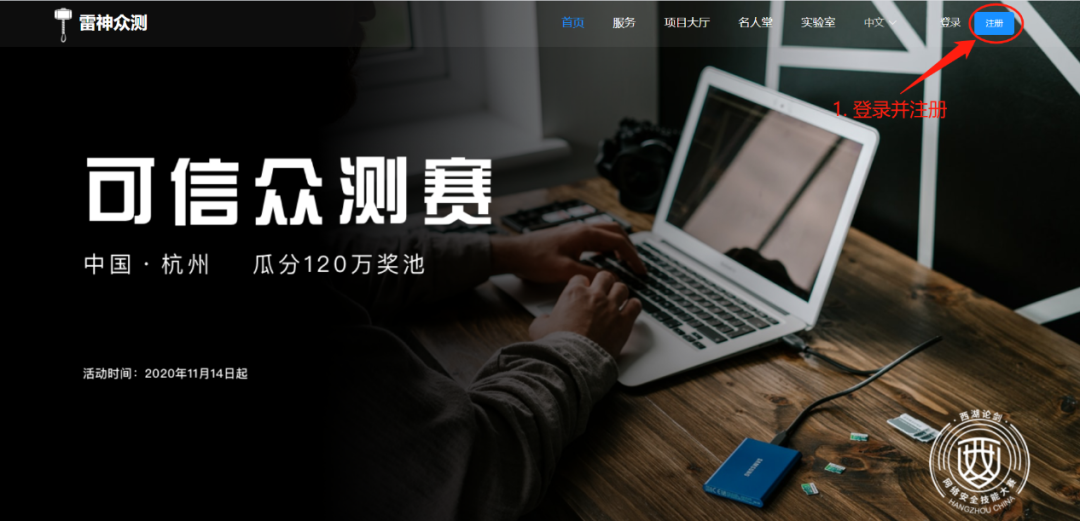 雷神众测
首页 服务 项目大厅 名人堂 实验室 中文 登录 注册
1. 登录并注册
可信众测赛
中国·杭州 瓜分120万奖池
活动时间：2020年11月14日起
·西湖论剑·
网络安全技能大赛
HANGZHOU CHINA